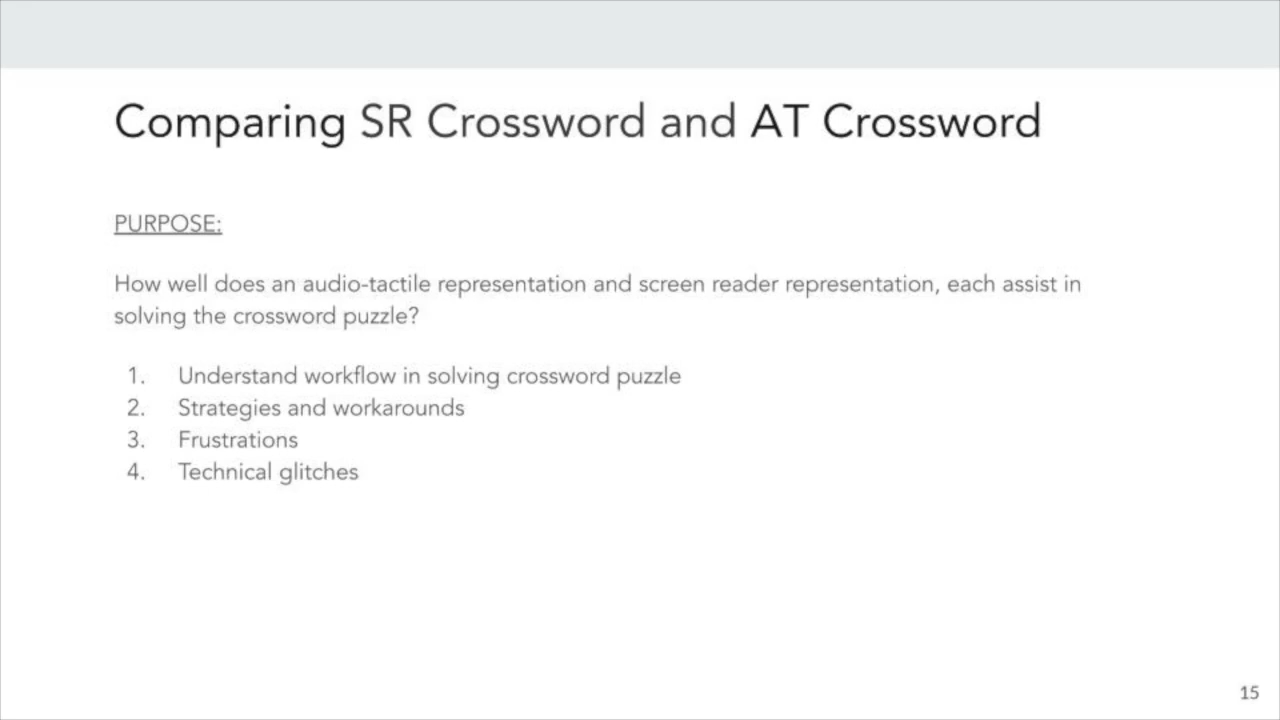 Comparing SR Crossword and AT Crossword
PURPOSE:
How well does an audio-tactile representation and screen reader representation, each assist in
solving the crossword puzzle?
1. Understand workflow in solving crossword puzzle
2. Strategies and workarounds
3. Frustrations
4. Technical glitches
15